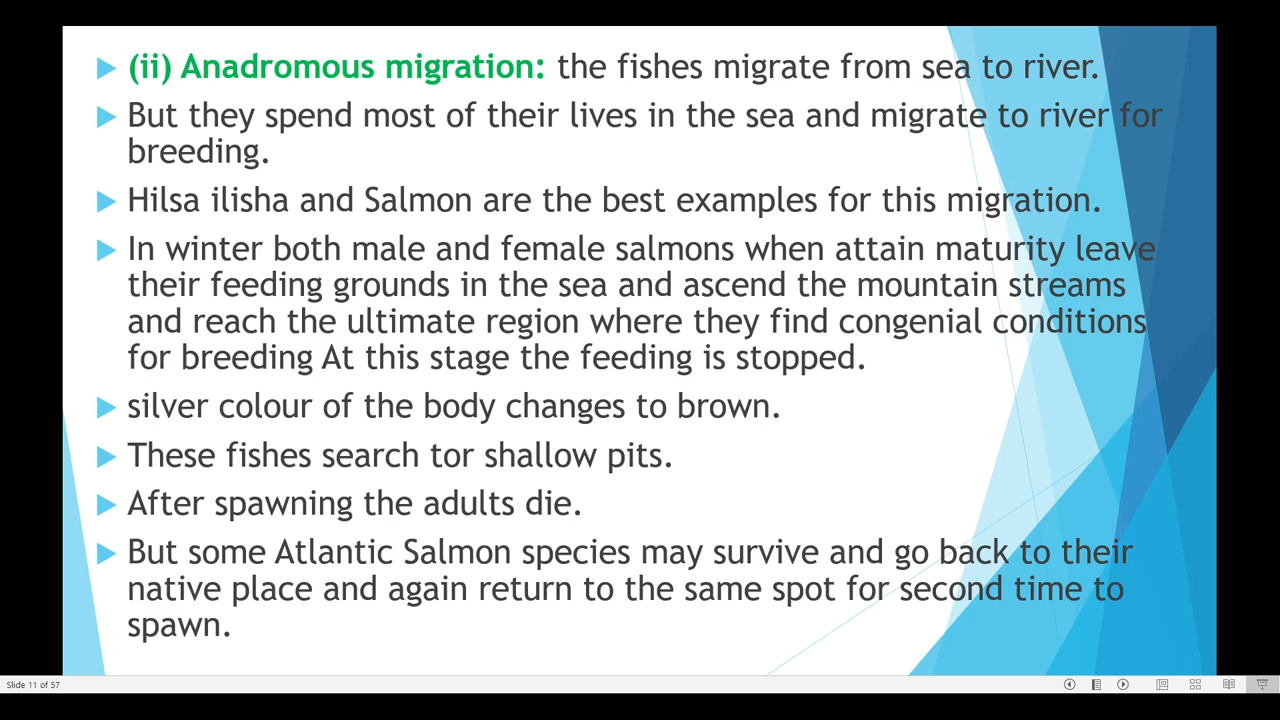 (ii) Anadromous migration: the fishes migrate from sea to river.
But they spend most of their lives in the sea and migrate to river for
breeding.
Hilsa ilisha and Salmon are the best examples for this migration.
In winter both male and female salmons when attain maturity leave
their feeding grounds in the sea and ascend the mountain streams
and reach the ultimate region where they find congenial conditions
for breeding At this stage the feeding is stopped.
silver colour of the body changes to brown.
These fishes search tor shallow pits.
After spawning the adults die.
But some Atlantic Salmon species may survive and go back to their
native place and again return to the same spot for second time to
spawn.
Slide 11 of 57